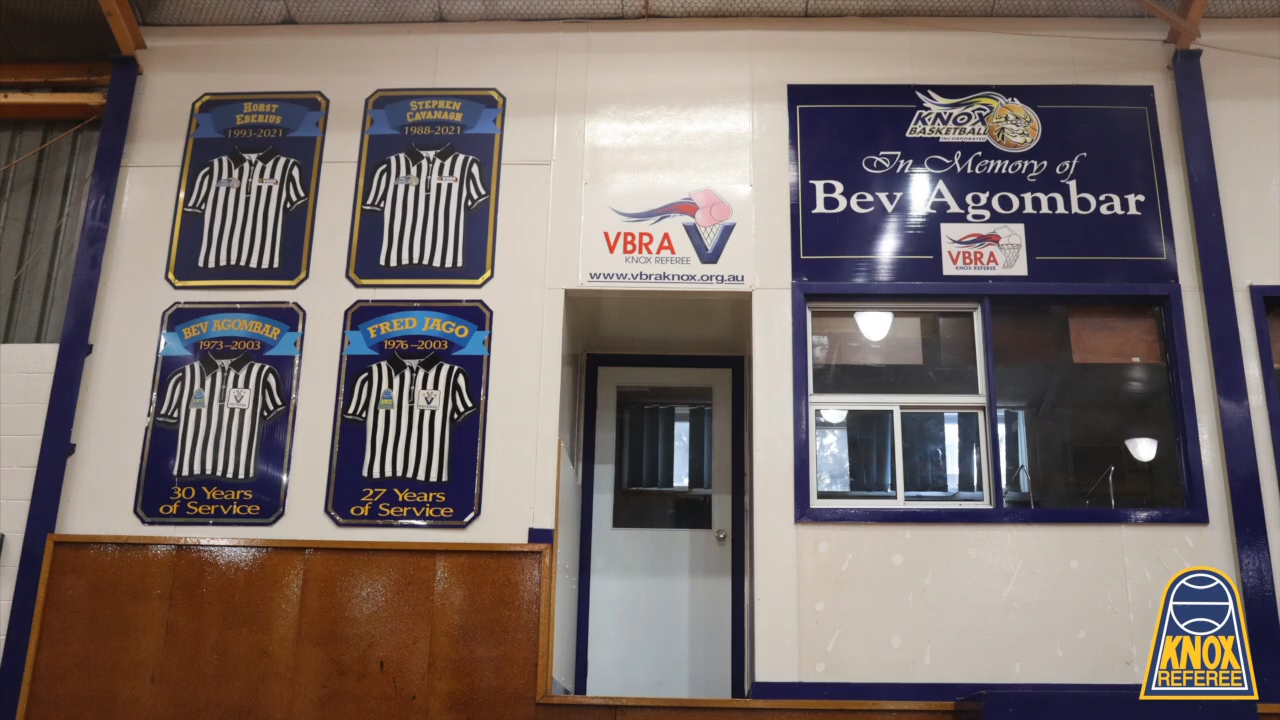 HORST
EBERIUS
1993-2021
STEPHEN
CAVANAGH
1988-2021
BEV AGOMBAR
1973–2003
30 Years
of Service
FRED JAGO
1976–2003
27 Years
of Service
VBRA
KNOX REFEREE
www.vbraknox.org.au
KNOX
BASKETBALL
INCORPORATED
In Memory of
Bev Agombar
VBRA
KNOX REFEREE
KNOX
REFEREE